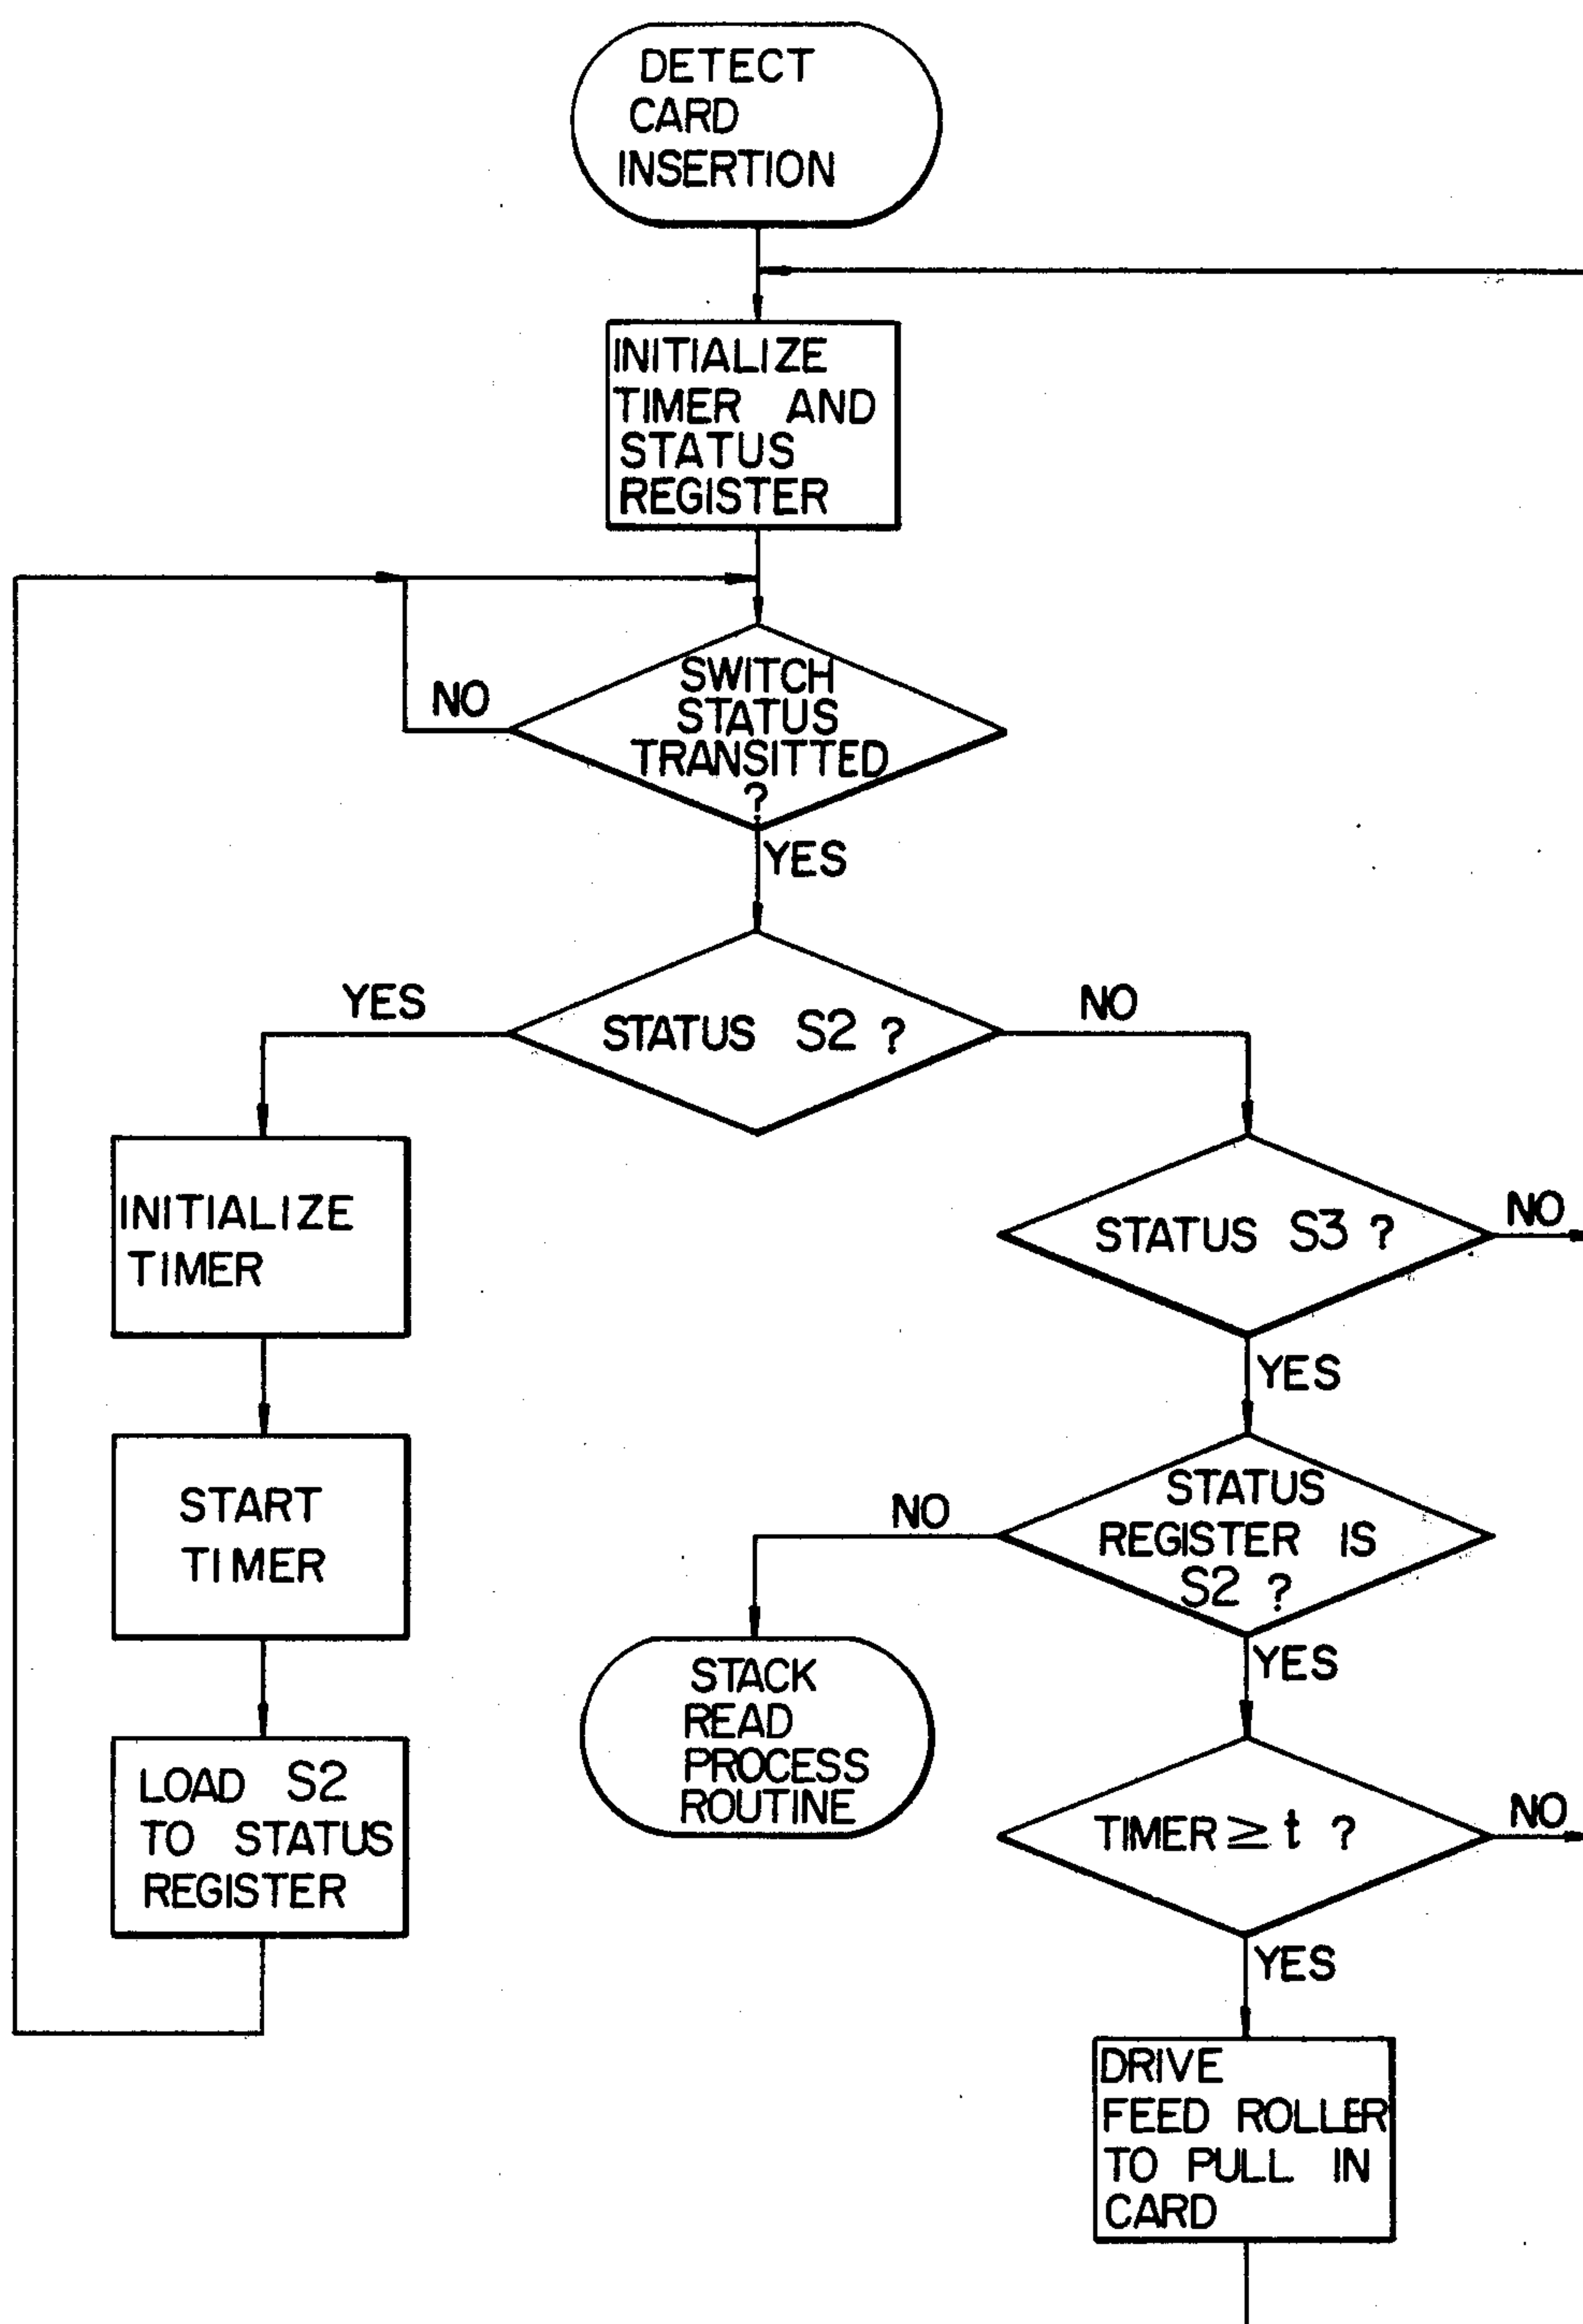 DETECT
CARD
INSERTION
INITIALIZE
TIMER AND
STATUS
REGISTER
SWITCH
STATUS
TRANSITTED
?
NO
YES
STATUS S2 ?
YES
NO
INITIALIZE
TIMER
STATUS S3 ?
NO
YES
START
TIMER
STATUS
REGISTER IS
S2 ?
NO
YES
STACK
READ
PROCESS
ROUTINE
LOAD S2
TO STATUS
REGISTER
TIMER ≥ t ?
NO
YES
DRIVE
FEED ROLLER
TO PULL IN
CARD